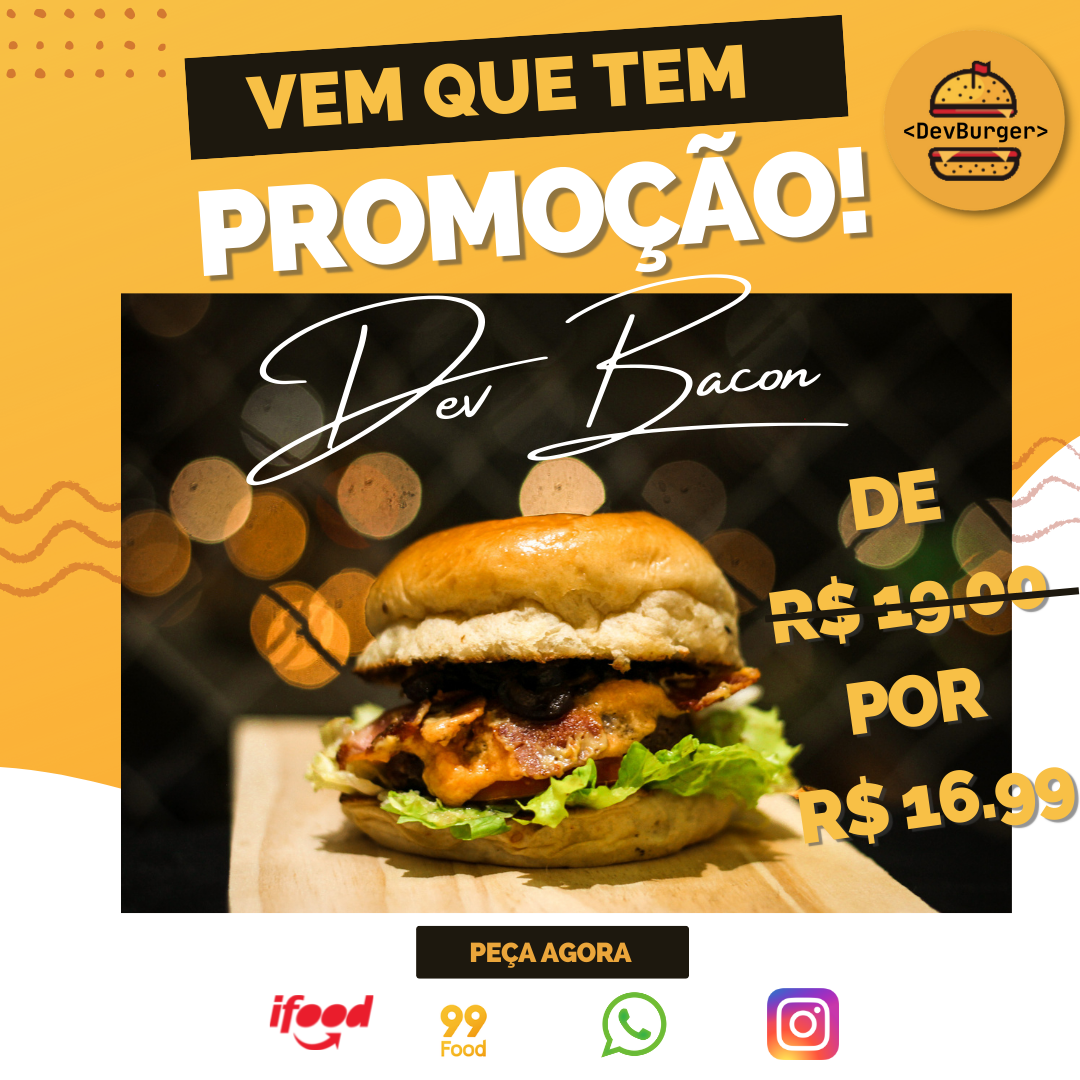 VEM QUE TEM
<DevBurger>
PROMOÇÃO!
Dev Bacon
DE
R$ 19.00
POR
R$ 16.99
PEÇA AGORA
ifood
99
Food